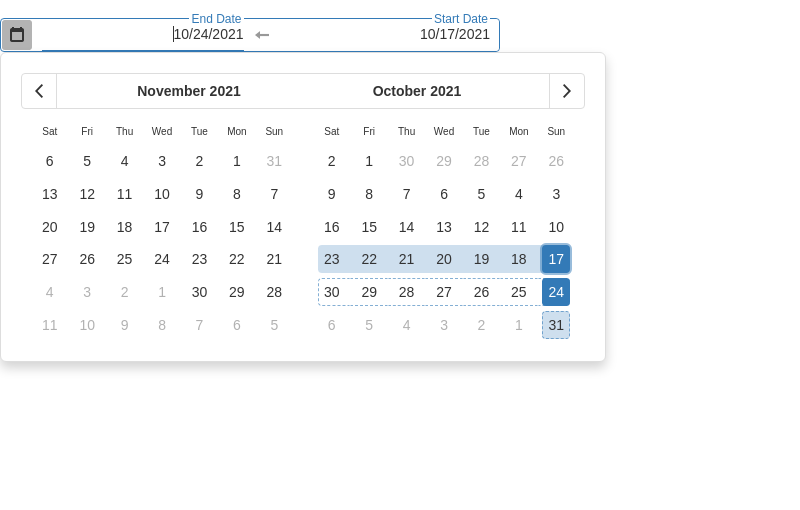 End Date Start Date
10/24/2021 10/17/2021
November 2021 October 2021
Sat Fri Thu Wed Tue Mon Sun Sat Fri Thu Wed Tue Mon Sun
6 5 4 3 2 1 31 2 1 30 29 28 27 26
13 12 11 10 9 8 7 9 8 7 6 5 4 3
20 19 18 17 16 15 14 16 15 14 13 12 11 10
27 26 25 24 23 22 21 23 22 21 20 19 18 17
4 3 2 1 30 29 28 30 29 28 27 26 25 24
11 10 9 8 7 6 5 6 5 4 3 2 1 31